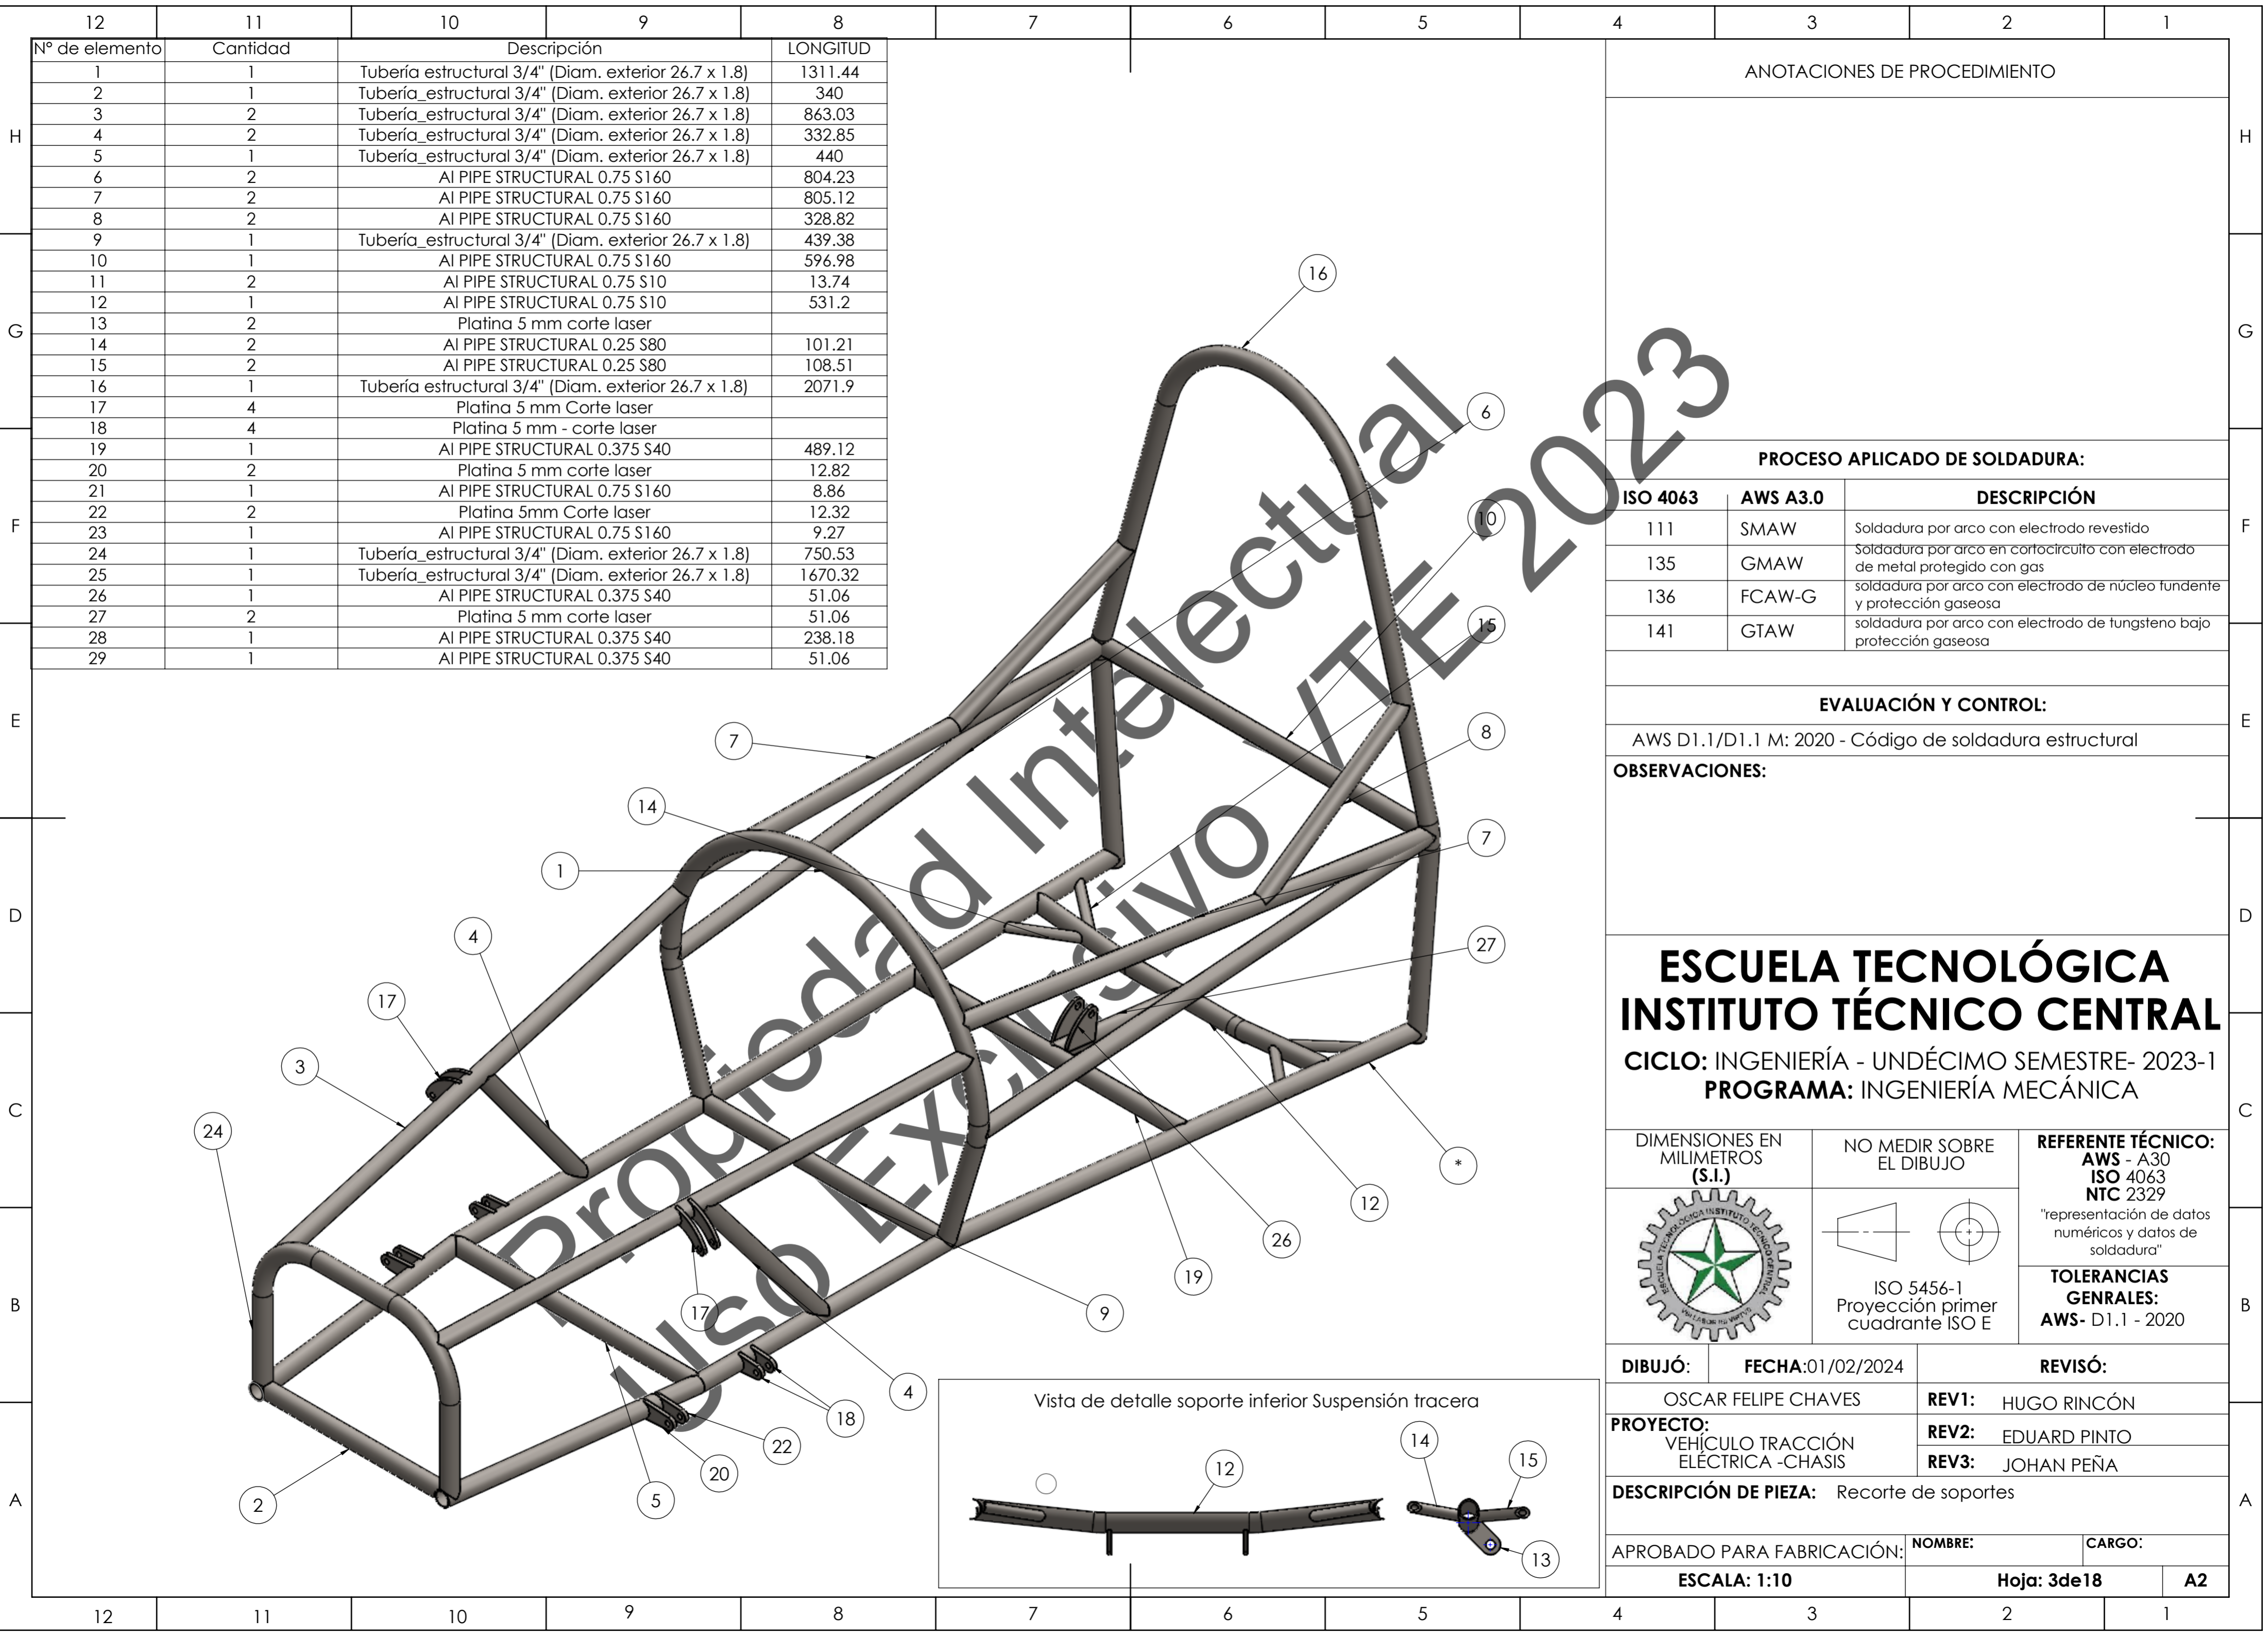 12 11 10 9 8 7 6 5 4 3 2 1
N° de elemento Cantidad Descripción LONGITUD
1 1 Tubería estructural 3/4" (Diam. exterior 26.7 x 1.8) 1311.44
2 1 Tubería_estructural 3/4" (Diam. exterior 26.7 x 1.8) 340
3 2 Tubería_estructural 3/4" (Diam. exterior 26.7 x 1.8) 863.03
4 2 Tubería_estructural 3/4" (Diam. exterior 26.7 x 1.8) 332.85
5 1 Tubería_estructural 3/4" (Diam. exterior 26.7 x 1.8) 440
6 2 AI PIPE STRUCTURAL 0.75 S160 804.23
7 2 AI PIPE STRUCTURAL 0.75 S160 805.12
8 2 AI PIPE STRUCTURAL 0.75 S160 328.82
9 1 Tubería_estructural 3/4" (Diam. exterior 26.7 x 1.8) 439.38
10 1 AI PIPE STRUCTURAL 0.75 S160 596.98
11 2 AI PIPE STRUCTURAL 0.75 S10 13.74
12 1 AI PIPE STRUCTURAL 0.75 S10 531.2
13 2 Platina 5 mm corte laser
14 2 AI PIPE STRUCTURAL 0.25 S80 101.21
15 2 AI PIPE STRUCTURAL 0.25 S80 108.51
16 1 Tubería estructural 3/4" (Diam. exterior 26.7 x 1.8) 2071.9
17 4 Platina 5 mm Corte laser
18 4 Platina 5 mm - corte laser
19 1 AI PIPE STRUCTURAL 0.375 S40 489.12
20 2 Platina 5 mm corte laser 12.82
21 1 AI PIPE STRUCTURAL 0.75 S160 8.86
22 2 Platina 5mm Corte laser 12.32
23 1 AI PIPE STRUCTURAL 0.75 S160 9.27
24 1 Tubería_estructural 3/4" (Diam. exterior 26.7 x 1.8) 750.53
25 1 Tubería_estructural 3/4" (Diam. exterior 26.7 x 1.8) 1670.32
26 1 AI PIPE STRUCTURAL 0.375 S40 51.06
27 2 Platina 5 mm corte laser 51.06
28 1 AI PIPE STRUCTURAL 0.375 S40 238.18
29 1 AI PIPE STRUCTURAL 0.375 S40 51.06
H
G
F
E
D
C
B
A
16
6
10
15
8
7
27
*
12
26
19
9
4
18
22
20
5
2
17
24
3
17
4
1
14
7
Propiedad Intelectual
Uso Exclusivo VTE 2023
Vista de detalle soporte inferior Suspensión tracera
12
14
15
13
ANOTACIONES DE PROCEDIMIENTO
PROCESO APLICADO DE SOLDADURA:
ISO 4063 AWS A3.0 DESCRIPCIÓN
111 SMAW Soldadura por arco con electrodo revestido
135 GMAW Soldadura por arco en cortocircuito con electrodo
de metal protegido con gas
136 FCAW-G soldadura por arco con electrodo de núcleo fundente
y protección gaseosa
141 GTAW soldadura por arco con electrodo de tungsteno bajo
protección gaseosa
EVALUACIÓN Y CONTROL:
AWS D1.1/D1.1 M: 2020 - Código de soldadura estructural
OBSERVACIONES:
ESCUELA TECNOLÓGICA
INSTITUTO TÉCNICO CENTRAL
CICLO: INGENIERÍA - UNDÉCIMO SEMESTRE- 2023-1
PROGRAMA: INGENIERÍA MECÁNICA
DIMENSIONES EN
MILIMETROS
(S.I.)
NO MEDIR SOBRE
EL DIBUJO
REFERENTE TÉCNICO:
AWS - A30
ISO 4063
NTC 2329
"representación de datos
numéricos y datos de
soldadura"
ESCUELA TECNOLÓGICA INSTITUTO TÉCNICO CENTRAL
ISO 5456-1
Proyección primer
cuadrante ISO E
TOLERANCIAS
GENRALES:
AWS- D1.1 - 2020
DIBUJÓ: FECHA:01/02/2024 REVISÓ:
OSCAR FELIPE CHAVES REV1: HUGO RINCÓN
PROYECTO:
VEHÍCULO TRACCIÓN
ELÉCTRICA -CHASIS
REV2: EDUARD PINTO
REV3: JOHAN PEÑA
DESCRIPCIÓN DE PIEZA: Recorte de soportes
APROBADO PARA FABRICACIÓN: NOMBRE: CARGO:
ESCALA: 1:10 Hoja: 3de18 A2
H
G
F
E
D
C
B
A
12 11 10 9 8 7 6 5 4 3 2 1